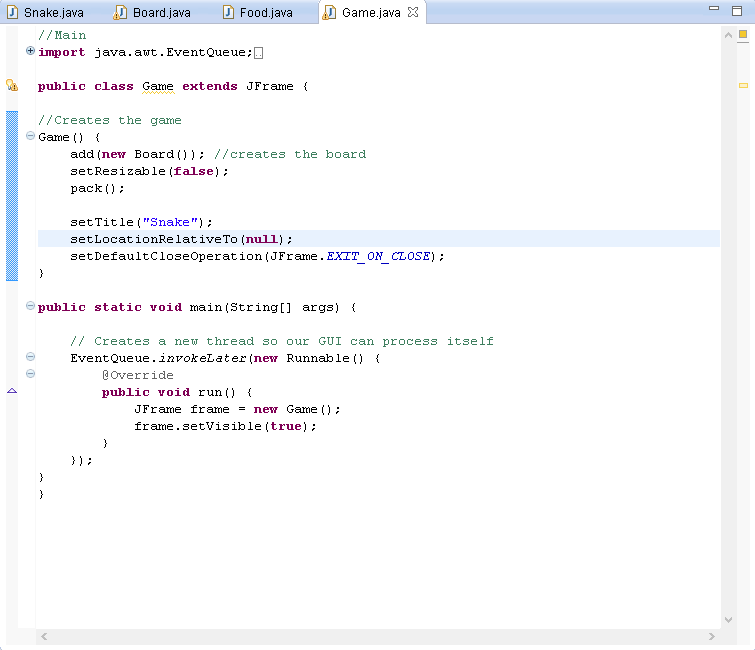 Snake.java Board.java Food.java Game.java
//Main
import java.awt.EventQueue;
public class Game extends JFrame {
//Creates the game
Game() {
add(new Board()); //creates the board
setResizable(false);
pack();
setTitle("Snake");
setLocationRelativeTo(null);
setDefaultCloseOperation(JFrame.EXIT_ON_CLOSE);
}
public static void main(String[] args) {
// Creates a new thread so our GUI can process itself
EventQueue.invokeLater(new Runnable() {
@Override
public void run() {
JFrame frame = new Game();
frame.setVisible(true);
}
});
}
}